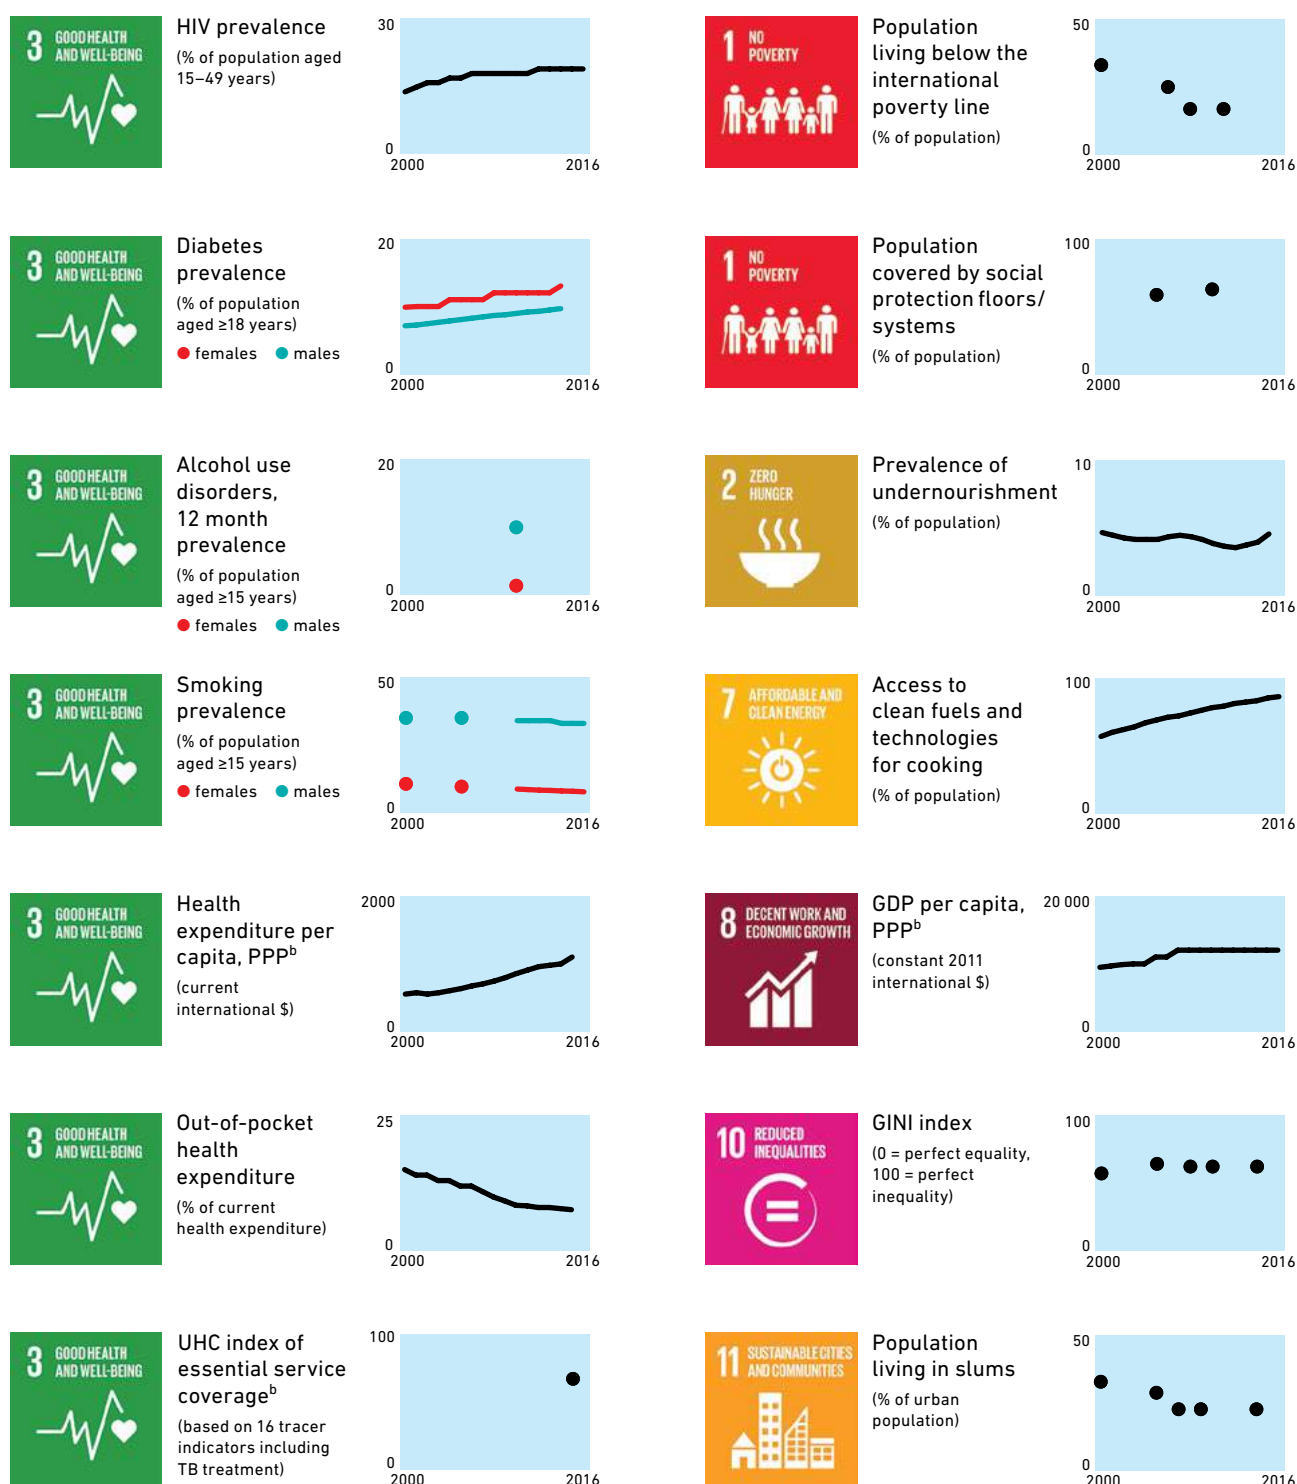 3 GOOD HEALTH
AND WELL-BEING
HIV prevalence
(% of population aged
15–49 years)
30
0
2000 2016
3 GOOD HEALTH
AND WELL-BEING
Diabetes
prevalence
(% of population
aged ≥18 years)
females males
20
0
2000 2016
3 GOOD HEALTH
AND WELL-BEING
Alcohol use
disorders,
12 month
prevalence
(% of population
aged ≥15 years)
females males
20
0
2000 2016
3 GOOD HEALTH
AND WELL-BEING
Smoking
prevalence
(% of population
aged ≥15 years)
females males
50
0
2000 2016
3 GOOD HEALTH
AND WELL-BEING
Health
expenditure per
capita, PPPᵇ
(current
international $)
2000
0
2000 2016
3 GOOD HEALTH
AND WELL-BEING
Out-of-pocket
health
expenditure
(% of current
health expenditure)
25
0
2000 2016
3 GOOD HEALTH
AND WELL-BEING
UHC index of
essential service
coverageᵇ
(based on 16 tracer
indicators including
TB treatment)
100
0
2000 2016
1 NO
POVERTY
Population
living below the
international
poverty line
(% of population)
50
0
2000 2016
1 NO
POVERTY
Population
covered by social
protection floors/
systems
(% of population)
100
0
2000 2016
2 ZERO
HUNGER
Prevalence of
undernourishment
(% of population)
10
0
2000 2016
7 AFFORDABLE AND
CLEAN ENERGY
Access to
clean fuels and
technologies
for cooking
(% of population)
100
0
2000 2016
8 DECENT WORK AND
ECONOMIC GROWTH
GDP per capita,
PPPᵇ
(constant 2011
international $)
20 000
0
2000 2016
10 REDUCED
INEQUALITIES
GINI index
(0 = perfect equality,
100 = perfect
inequality)
100
0
2000 2016
11 SUSTAINABLE CITIES
AND COMMUNITIES
Population
living in slums
(% of urban
population)
50
0
2000 2016